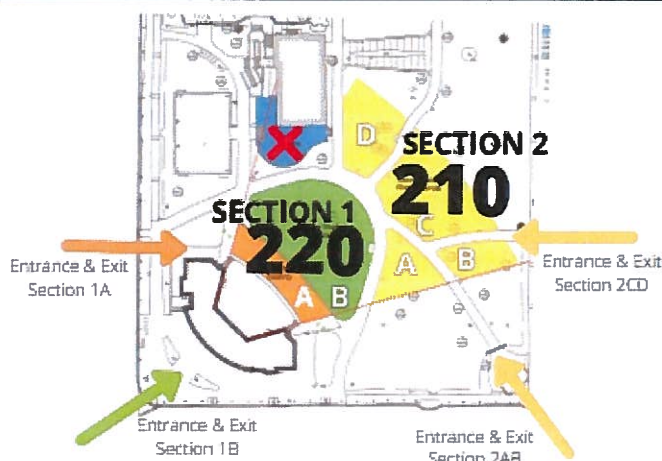 D
SECTION 2
210
C
SECTION 1
220
A
B
A
B
Entrance & Exit
Section 1A
Entrance & Exit
Section 2CD
Entrance & Exit
Section 1B
Entrance & Exit
Section 2AB